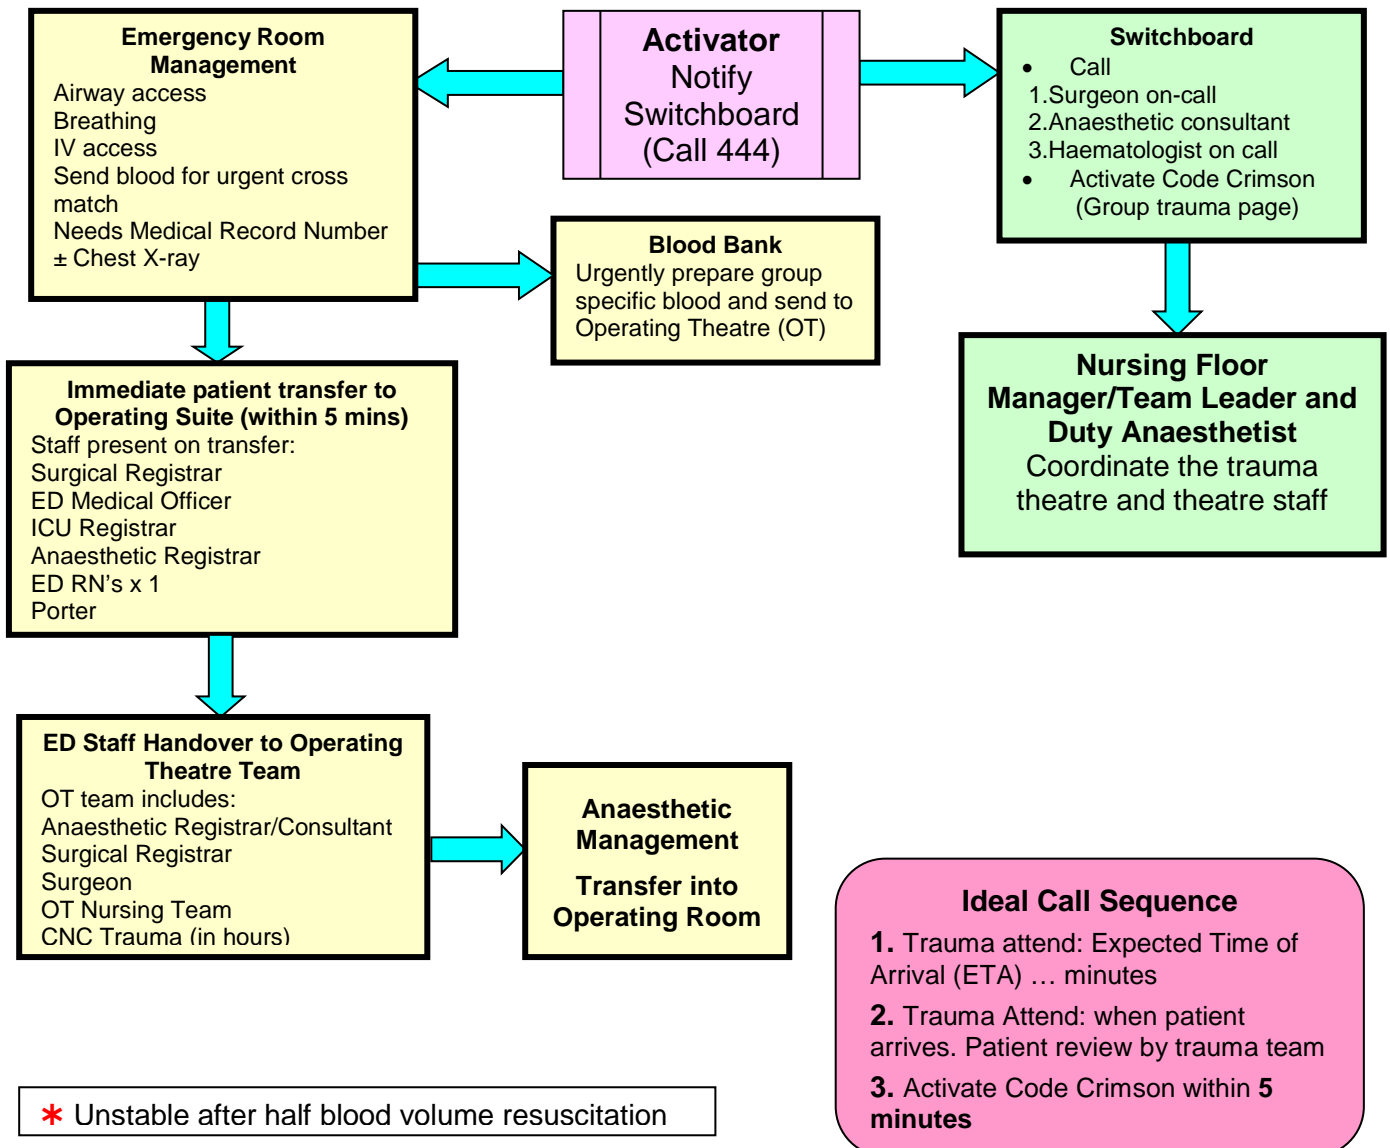 Emergency Room
Management
Airway access
Breathing
IV access
Send blood for urgent cross
match
Needs Medical Record Number
± Chest X-ray
Activator
Notify
Switchboard
(Call 444)
Switchboard
• Call
1.Surgeon on-call
2.Anaesthetic consultant
3.Haematologist on call
• Activate Code Crimson
(Group trauma page)
Blood Bank
Urgently prepare group
specific blood and send to
Operating Theatre (OT)
Nursing Floor
Manager/Team Leader and
Duty Anaesthetist
Coordinate the trauma
theatre and theatre staff
Immediate patient transfer to
Operating Suite (within 5 mins)
Staff present on transfer:
Surgical Registrar
ED Medical Officer
ICU Registrar
Anaesthetic Registrar
ED RN's x 1
Porter
ED Staff Handover to Operating
Theatre Team
OT team includes:
Anaesthetic Registrar/Consultant
Surgical Registrar
Surgeon
OT Nursing Team
CNC Trauma (in hours)
Anaesthetic
Management
Transfer into
Operating Room
Ideal Call Sequence
1. Trauma attend: Expected Time of
Arrival (ETA) … minutes
2. Trauma Attend: when patient
arrives. Patient review by trauma team
3. Activate Code Crimson within 5
minutes
* Unstable after half blood volume resuscitation